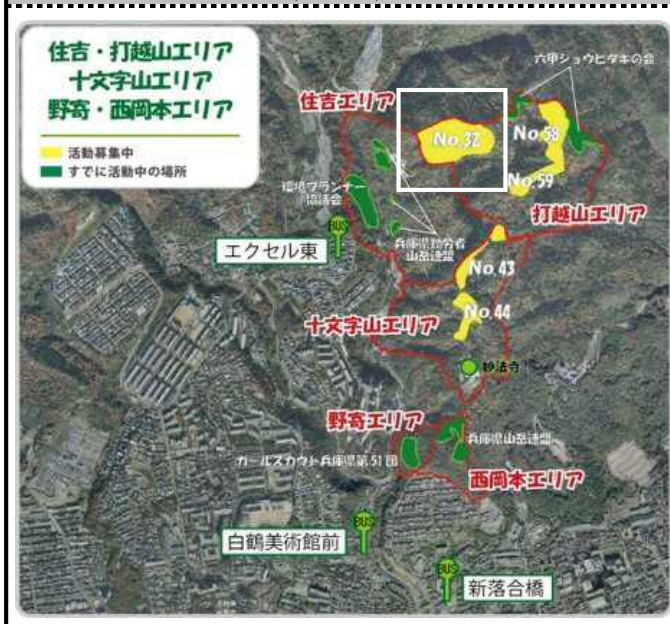 住吉・打越山エリア
十文字山エリア
野寄・西岡本エリア
活動募集中
すでに活動中の場所
六甲ショウビタキの会
住吉エリア
No.32
No.58
No.59
環境プランナー
協議会
打越山エリア
BUS
エクセル東
兵庫県勤労者
山岳連盟
No.43
No.44
十文字山エリア
妙法寺
野寄エリア
兵庫県山岳連盟
ガールスカウト兵庫県第51団
西岡本エリア
BUS
白鶴美術館前
BUS
新落合橋